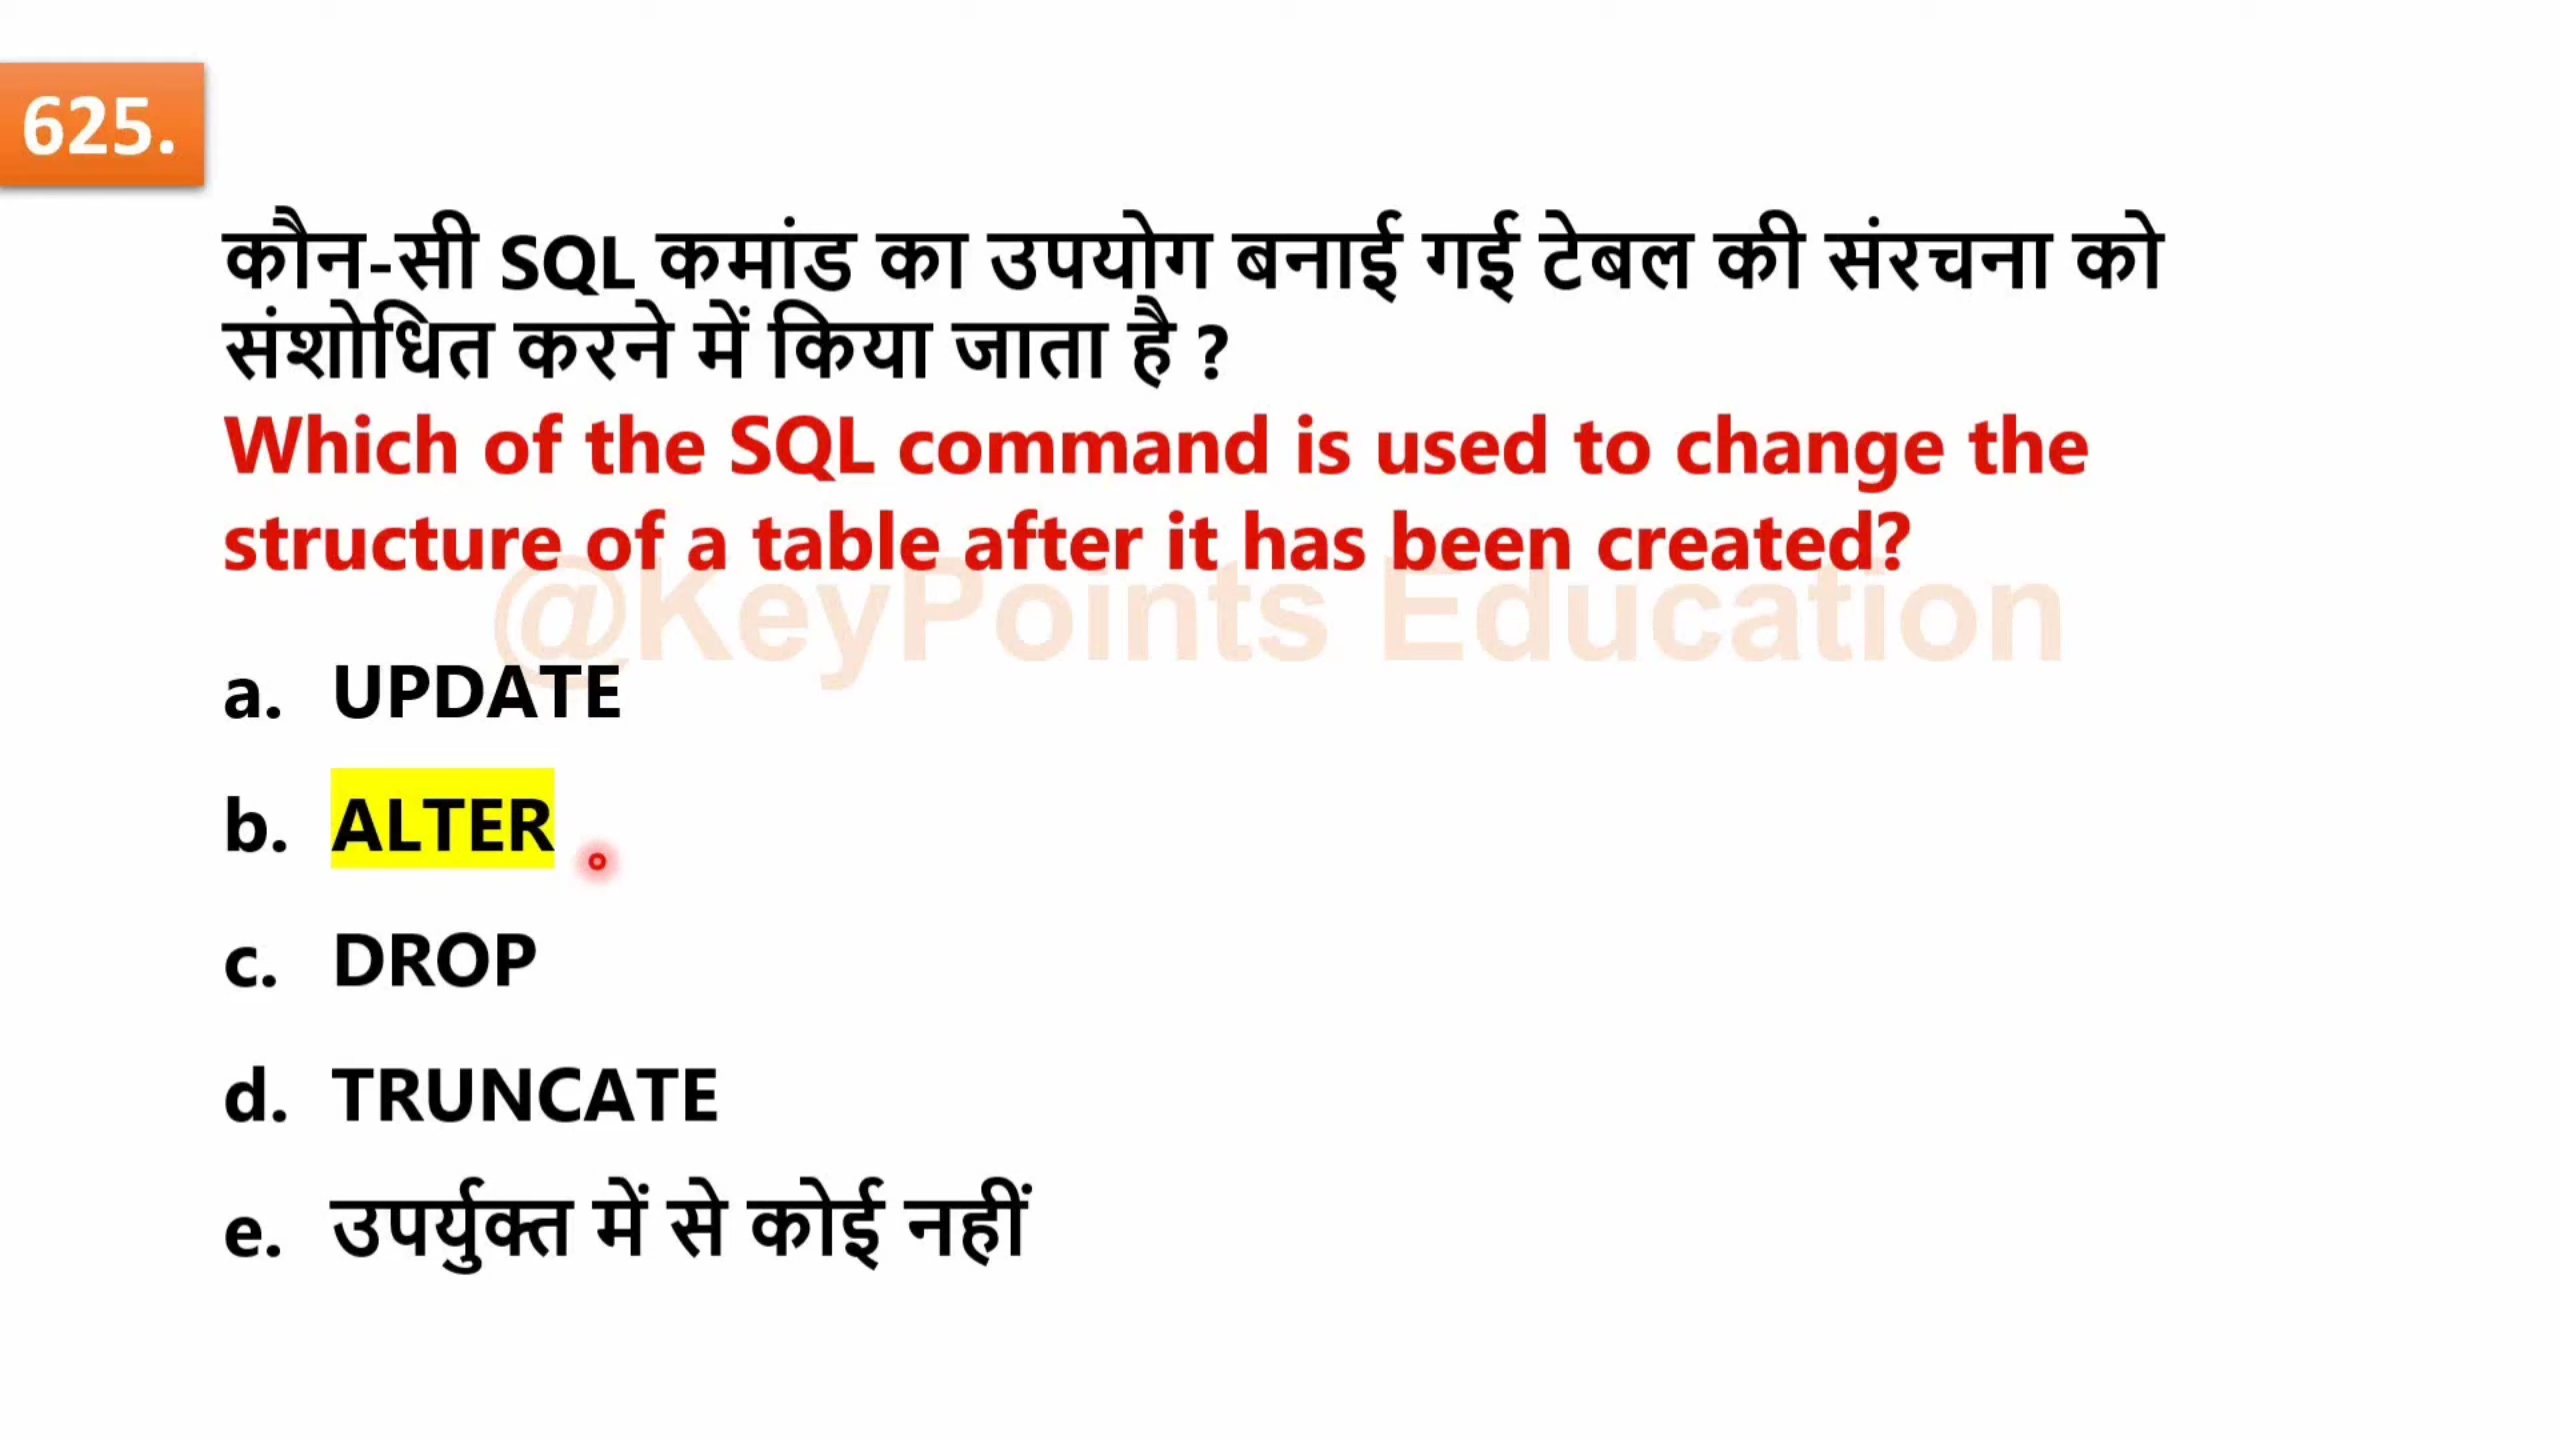 625.
कौन-सी SQL कमांड का उपयोग बनाई गई टेबल की संरचना को
संशोधित करने में किया जाता है ?
Which of the SQL command is used to change the
structure of a table after it has been created?
@KeyPoints Education
a. UPDATE
b. ALTER
c. DROP
d. TRUNCATE
e. उपर्युक्त में से कोई नहीं